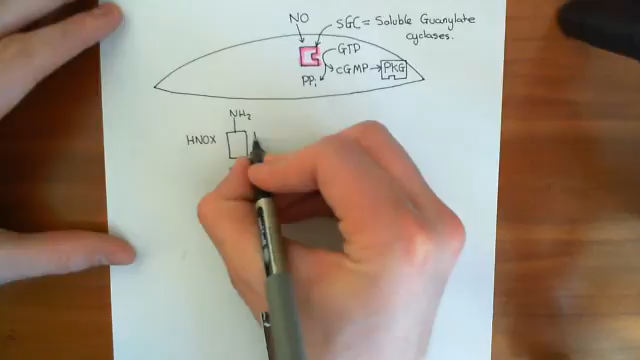 NO
sGC = Soluble Guanylate
cyclases.
GTP
cGMP → PKG
PPi
NH2
HNOX